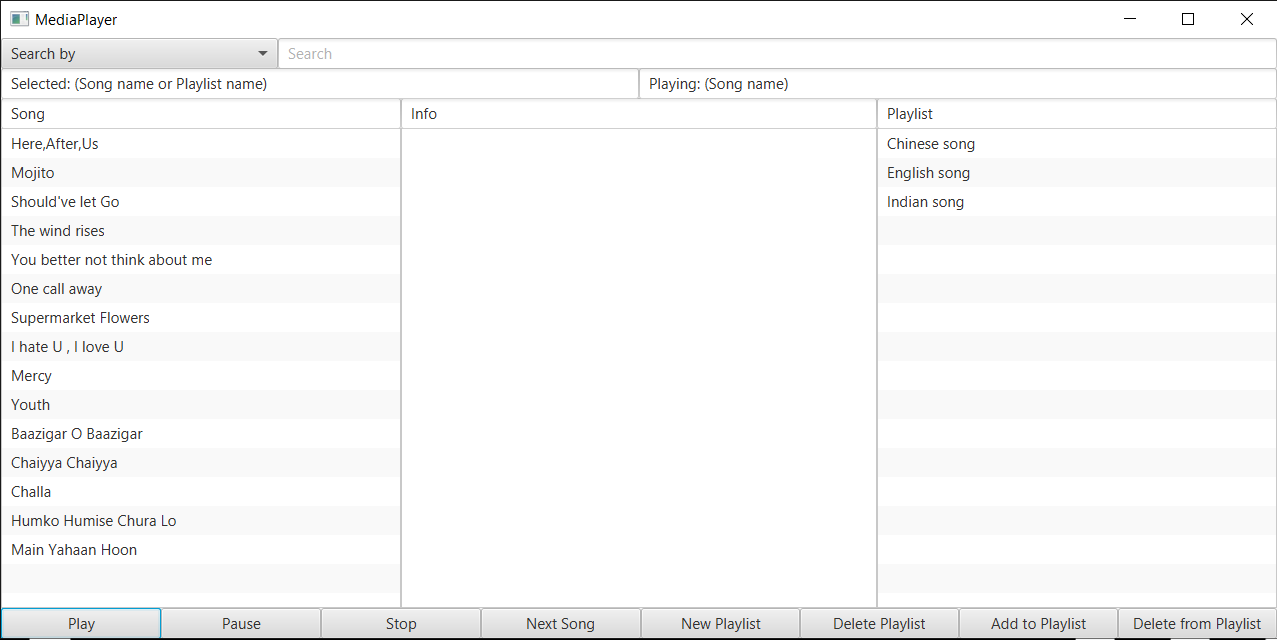 MediaPlayer
Search by Search
Selected: (Song name or Playlist name) Playing: (Song name)
Song Info Playlist
Here,After,Us Chinese song
Mojito English song
Should've let Go Indian song
The wind rises
You better not think about me
One call away
Supermarket Flowers
I hate U , I love U
Mercy
Youth
Baazigar O Baazigar
Chaiyya Chaiyya
Challa
Humko Humise Chura Lo
Main Yahaan Hoon
Play Pause Stop Next Song New Playlist Delete Playlist Add to Playlist Delete from Playlist